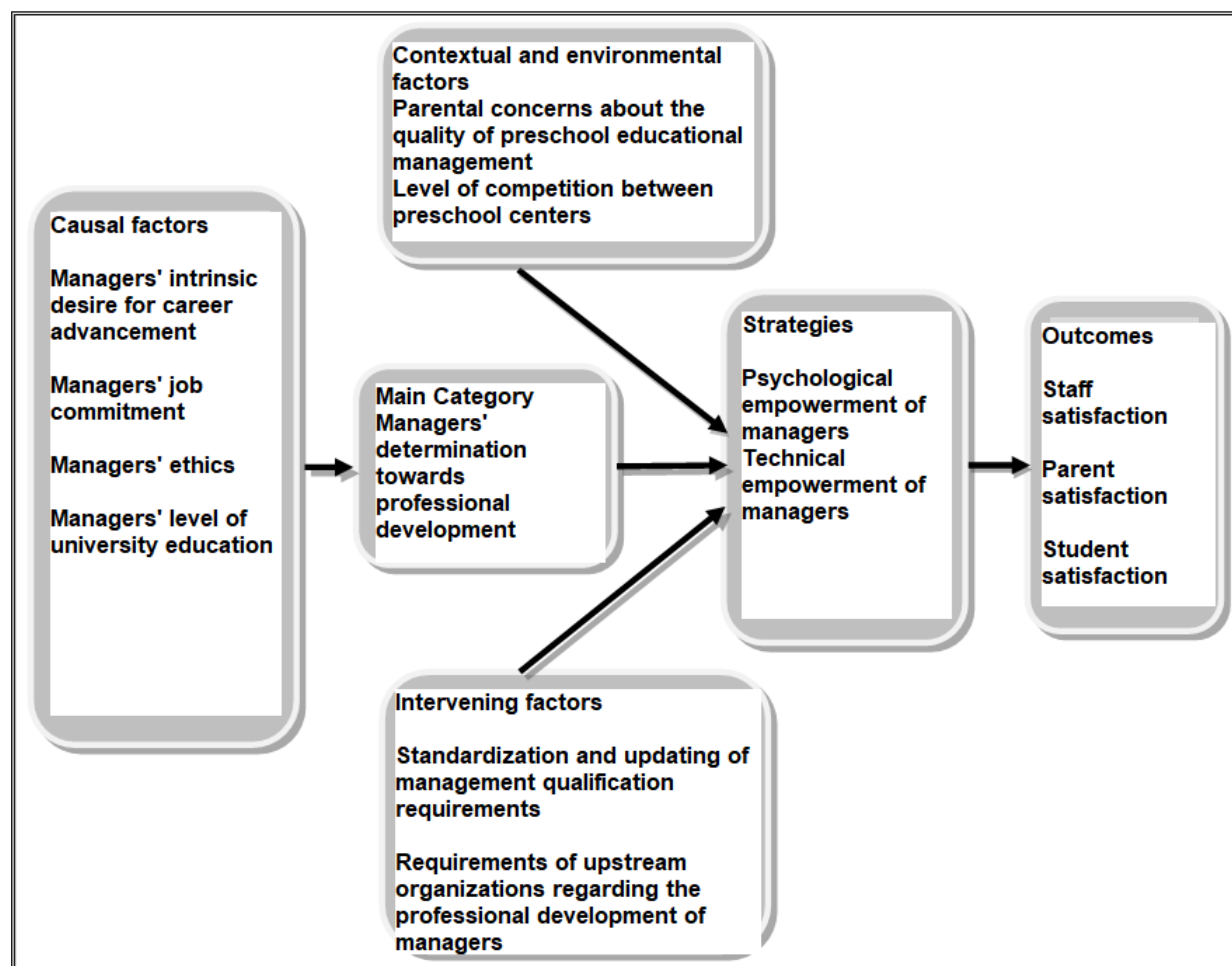 Contextual and environmental
factors
Parental concerns about the
quality of preschool educational
management
Level of competition between
preschool centers
Causal factors
Managers' intrinsic
desire for career
advancement
Managers' job
commitment
Managers' ethics
Managers' level of
university education
Main Category
Managers'
determination
towards
professional
development
Strategies
Psychological
empowerment of
managers
Technical
empowerment of
managers
Outcomes
Staff
satisfaction
Parent
satisfaction
Student
satisfaction
Intervening factors
Standardization and updating of
management qualification
requirements
Requirements of upstream
organizations regarding the
professional development of
managers